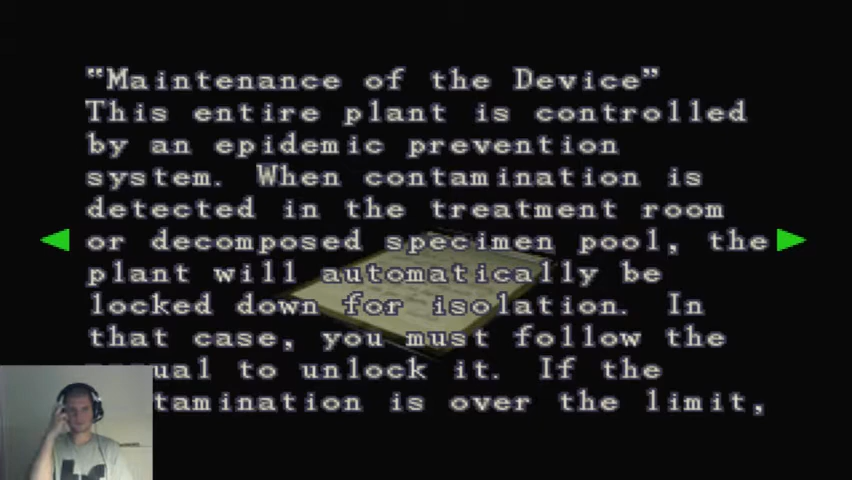 "Maintenance of the Device"
This entire plant is controlled
by an epidemic prevention
system. When contamination is
detected in the treatment room
or decomposed specimen pool, the
plant will automatically be
locked down for isolation. In
that case, you must follow the
to unlock it. If the
is over the limit,